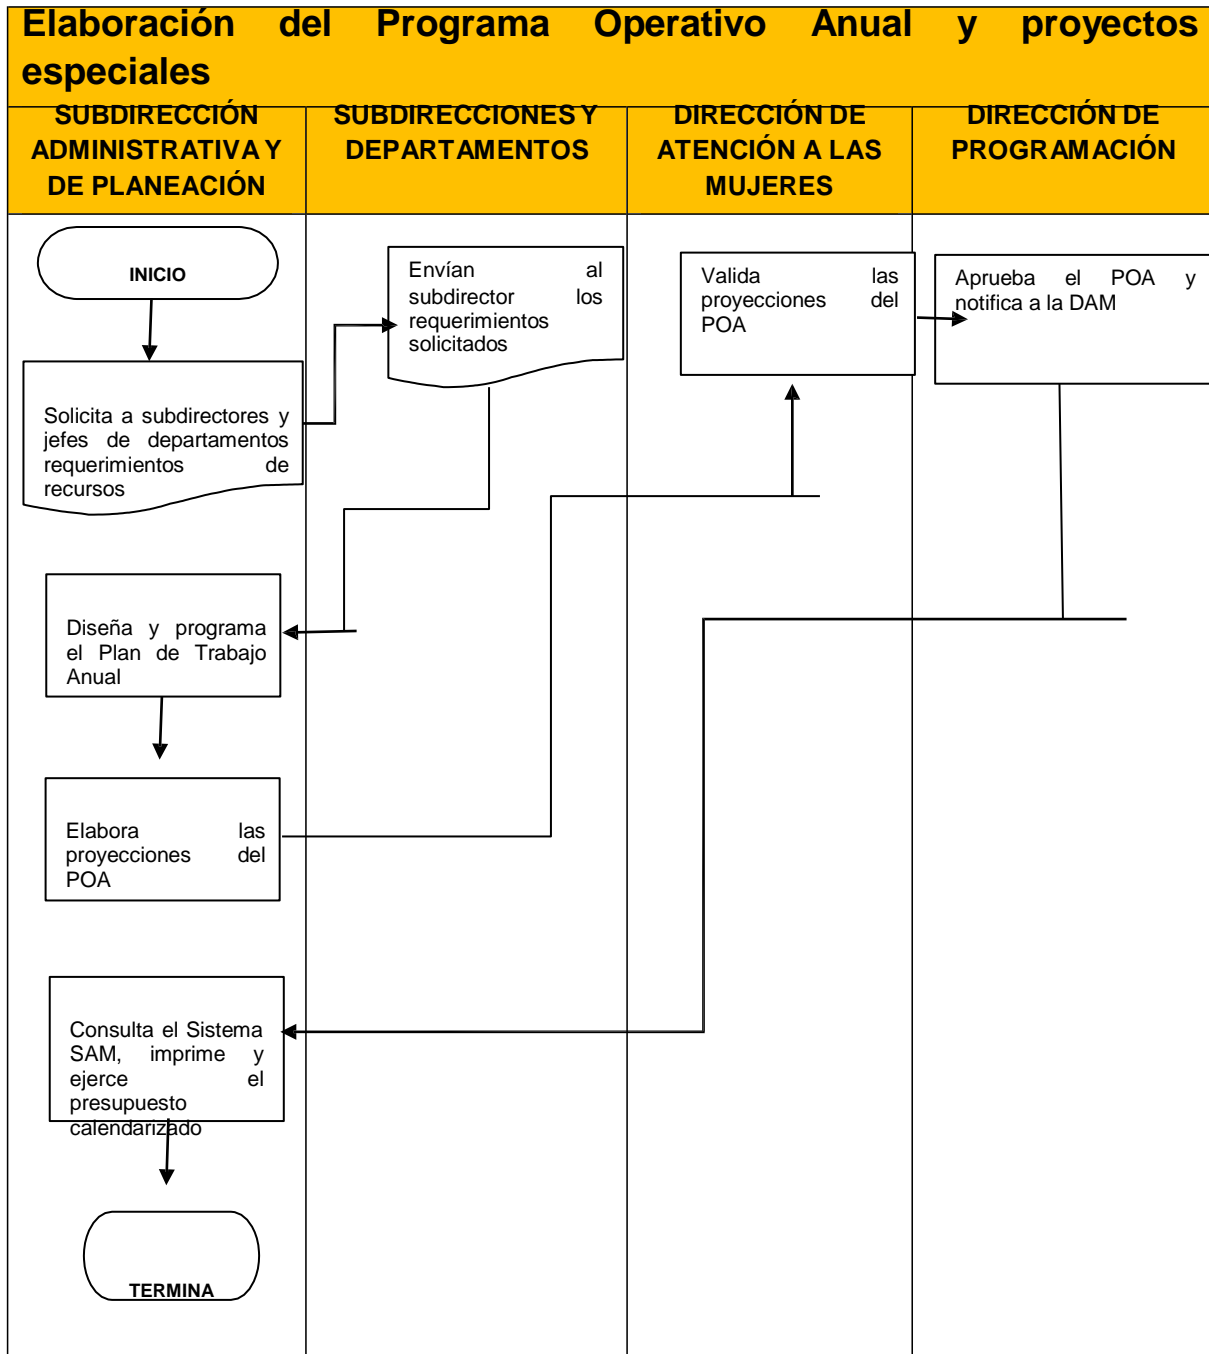 Elaboración del Programa Operativo Anual y proyectos
especiales
SUBDIRECCIÓN
ADMINISTRATIVA Y
DE PLANEACIÓN
SUBDIRECCIONES Y
DEPARTAMENTOS
DIRECCIÓN DE
ATENCIÓN A LAS
MUJERES
DIRECCIÓN DE
PROGRAMACIÓN
INICIO
Solicita a subdirectores y
jefes de departamentos
requerimientos de
recursos
Envían al
subdirector los
requerimientos
solicitados
Diseña y programa
el Plan de Trabajo
Anual
Elabora las
proyecciones del
POA
Valida las
proyecciones del
POA
Aprueba el POA y
notifica a la DAM
Consulta el Sistema
SAM, imprime y
ejerce el
presupuesto
calendarizado
TERMINA